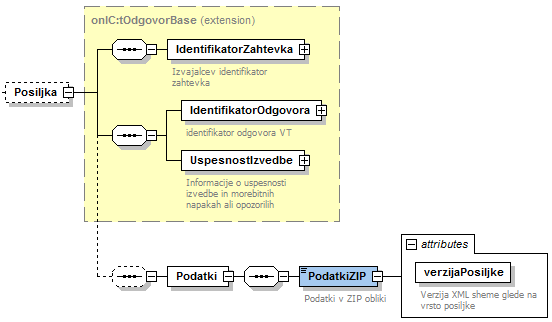 onIC:tOdgovorBase (extension)
IdentifikatorZahtevka
Izvajalcev identifikator
zahtevka
Posiljka
IdentifikatorOdgovora
identifikator odgovora VT
UspesnostIzvedbe
Informacije o uspesnosti
izvedbe in morebitnih
napakah ali opozorilih
attributes
Podatki
PodatkiZIP
verzijaPosiljke
Podatki v ZIP obliki
Verzija XML sheme glede na
vrsto posiljke